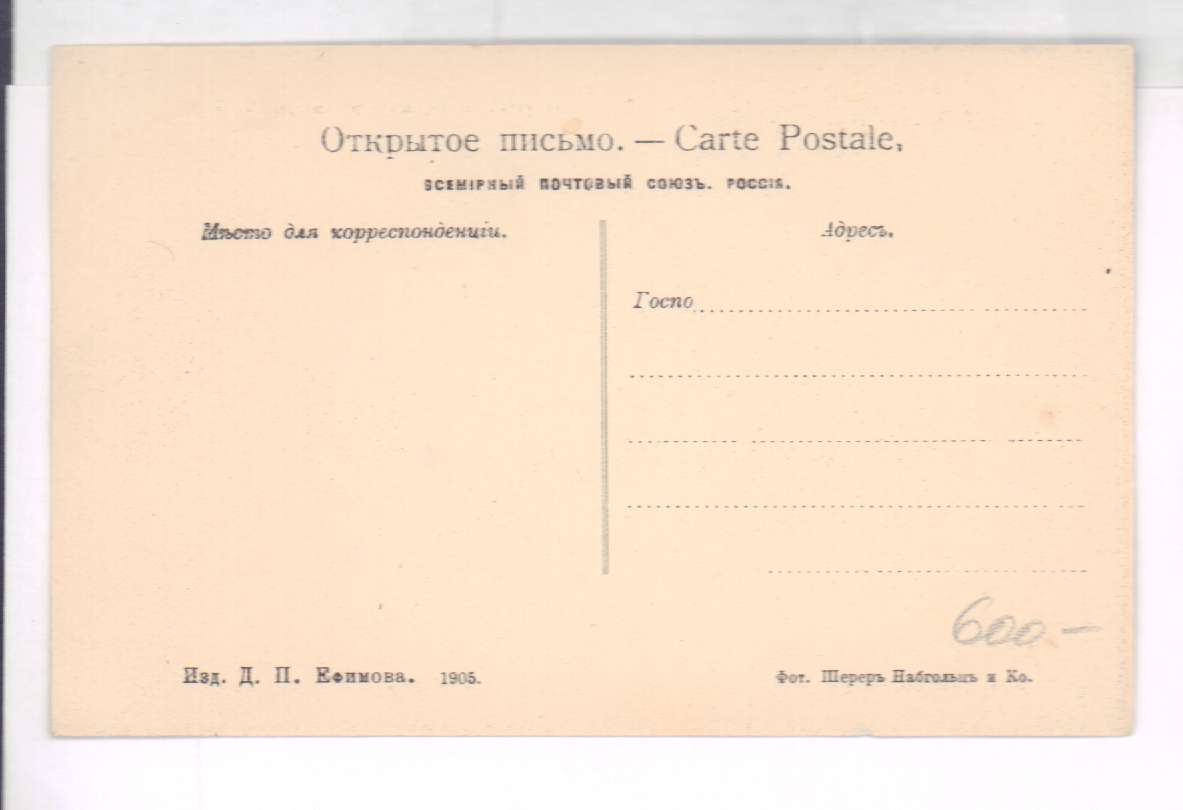 Открытое письмо. — Carte Postale,
ВСЕМІРНЫЙ ПОЧТОВЫЙ СОЮЗЪ. РОССІЯ.
Мѣсто для корреспонденціи.
Адресъ.
Госпо
600.—
Изд. Д. П. Ефимова. 1905.
Фот. Шереръ Набгольцъ и Ко.